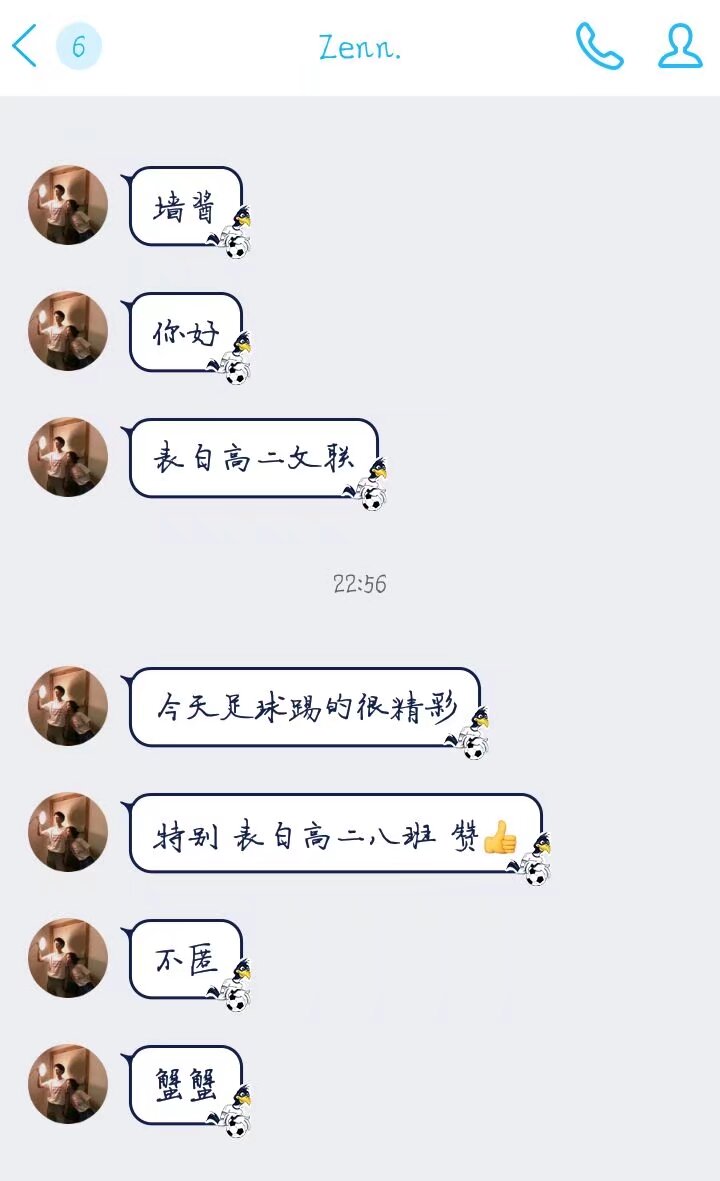 6
Zenn.
墙酱
你好
表白高二文联
22:56
今天足球踢的很精彩
特别 表白高二八班 赞👍
不匿
蟹蟹